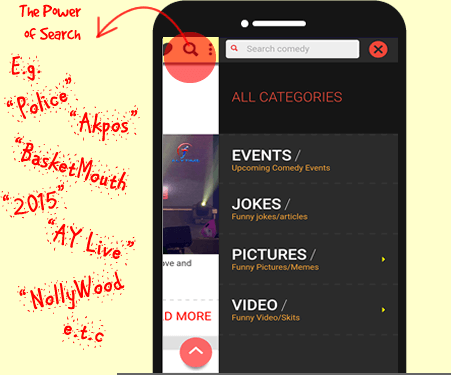 The Power
of Search
E.g.
"Police"
"Akpos"
"BasketMouth
"2015"
"AY Live"
"NollyWood
e.t.c
Search comedy
ALL CATEGORIES
EVENTS /
Upcoming Comedy Events
JOKES /
Funny jokes/articles
PICTURES /
Funny Pictures/Memes
VIDEO /
Funny Video/Skits
ove and
D MORE